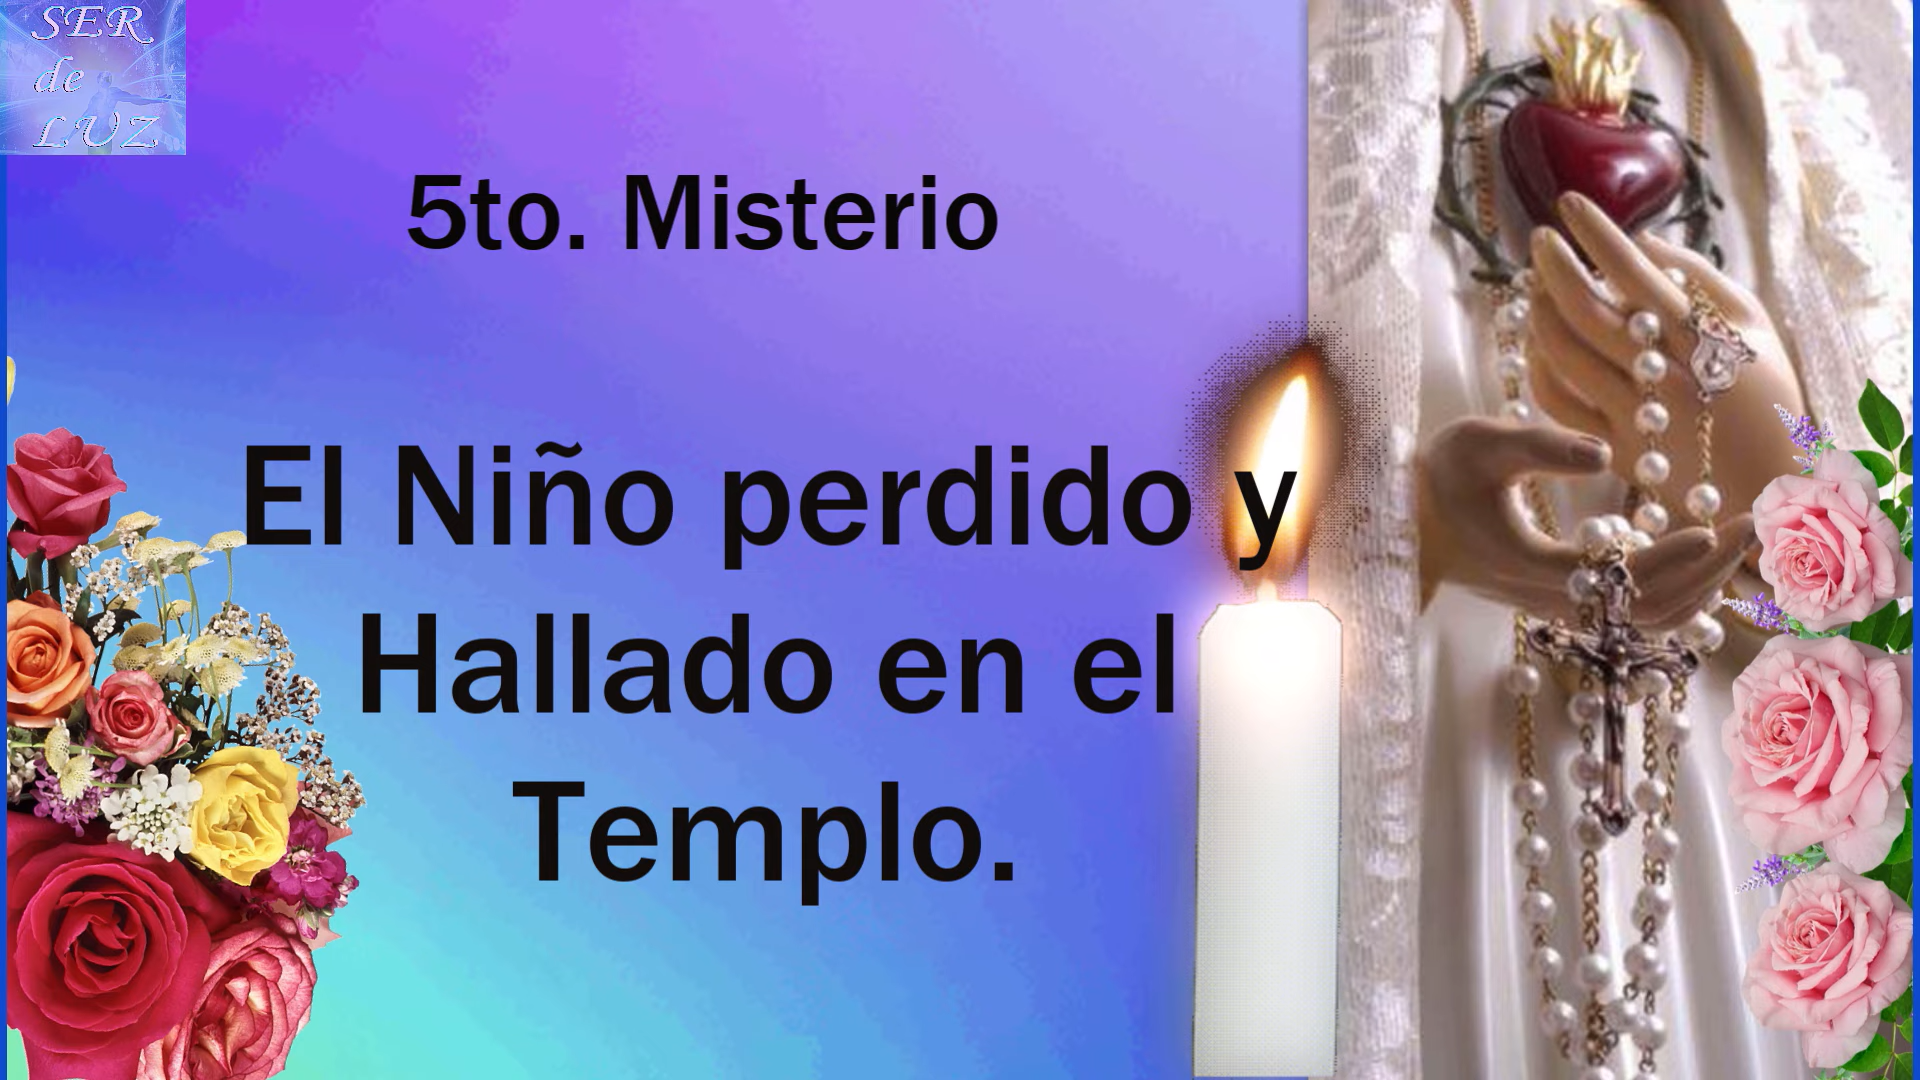 SER
de
LUZ
5to. Misterio
El Niño perdido y
Hallado en el
Templo.